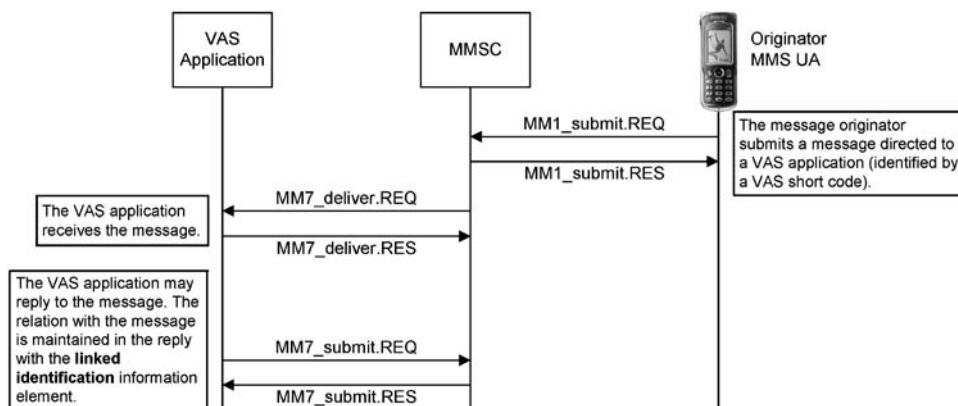 VAS
Application
MMSC
Originator
MMS UA
MM1_submit.REQ
The message originator
submits a message directed to
a VAS application (identified by
a VAS short code).
MM1_submit.RES
MM7_deliver.REQ
The VAS application
receives the message.
MM7_deliver.RES
The VAS application may
reply to the message. The
relation with the message
is maintained in the reply
with the linked
identification information
element.
MM7_submit.REQ
MM7_submit.RES